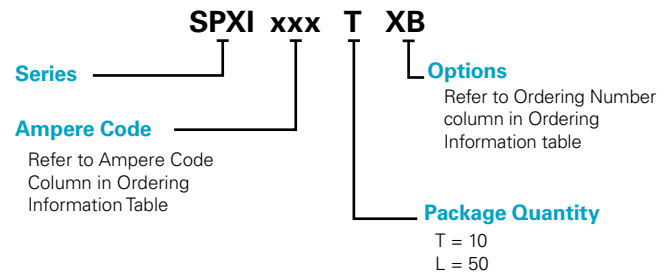 SPXI xxx T XB
Series
Options
Refer to Ordering Number
column in Ordering
Information table
Ampere Code
Refer to Ampere Code
Column in Ordering
Information Table
Package Quantity
T = 10
L = 50